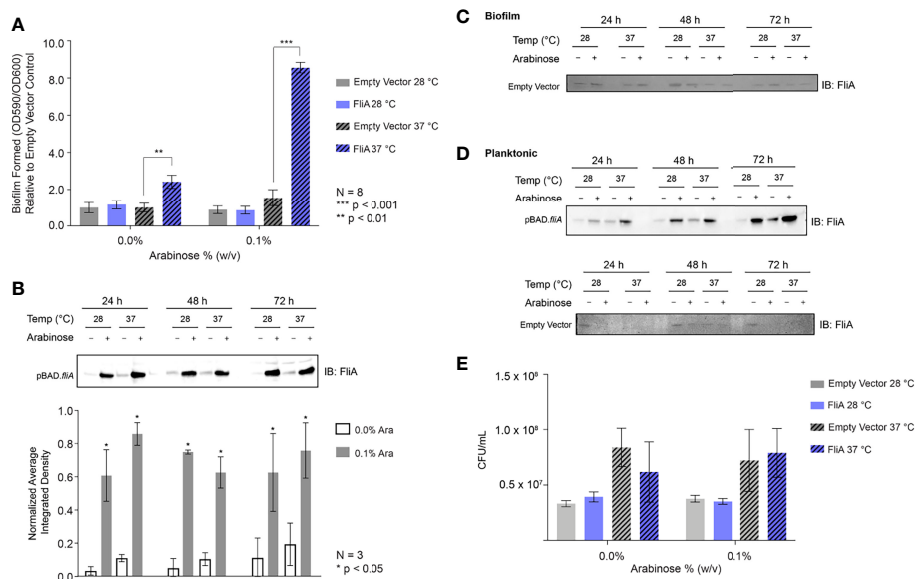 A
Biofilm Formed (OD590/OD600)
Relative to Empty Vector Control
10.0
8.0
6.0
4.0
2.0
0.0
**
***
0.0%
0.1%
Arabinose % (w/v)
Empty Vector 28 °C
FliA 28 °C
Empty Vector 37 °C
FliA 37 °C
N = 8
*** p < 0.001
** p < 0.01
B
24 h 48 h 72 h
Temp (°C) 28 37 28 37 28 37
Arabinose − + − + − + − + − + − +
pBAD.fliA IB: FliA
Normalized Average
Integrated Density
1.0
0.8
0.6
0.4
0.2
0.0
* * * * * *
0.0% Ara
0.1% Ara
N = 3
* p < 0.05
C Biofilm
24 h 48 h 72 h
Temp (°C) 28 37 28 37 28 37
Arabinose − + − + − + − + − + − +
Empty Vector IB: FliA
D Planktonic
24 h 48 h 72 h
Temp (°C) 28 37 28 37 28 37
Arabinose − + − + − + − + − + − +
pBAD.fliA IB: FliA
24 h 48 h 72 h
Temp (°C) 28 37 28 37 28 37
Arabinose − + − + − + − + − + − +
Empty Vector IB: FliA
E
CFU/mL
1.5 x 10⁸
1.0 x 10⁸
0.5 x 10⁷
0.0%
0.1%
Arabinose % (w/v)
Empty Vector 28 °C
FliA 28 °C
Empty Vector 37 °C
FliA 37 °C